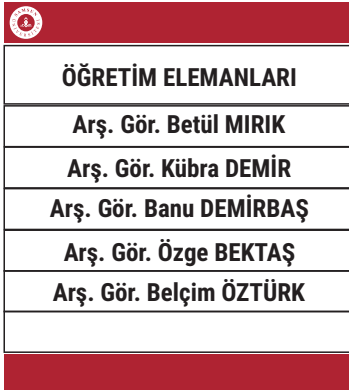 ÖĞRETİM ELEMANLARI
Arş. Gör. Betül MIRIK
Arş. Gör. Kübra DEMİR
Arş. Gör. Banu DEMİRBAŞ
Arş. Gör. Özge BEKTAŞ
Arş. Gör. Belçim ÖZTÜRK